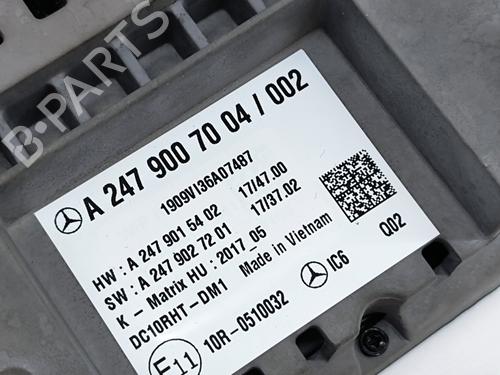 B-PARTS
A 247 900 70 04 / 002
1909VI36A07487
HW : A 247 901 54 02 17/47.00
SW : A 247 902 72 01 17/37.02
K - Matrix HU : 2017_05
DC10RHT-DM1 Made in Vietnam
IC6 Q02
E11 10R-0510032